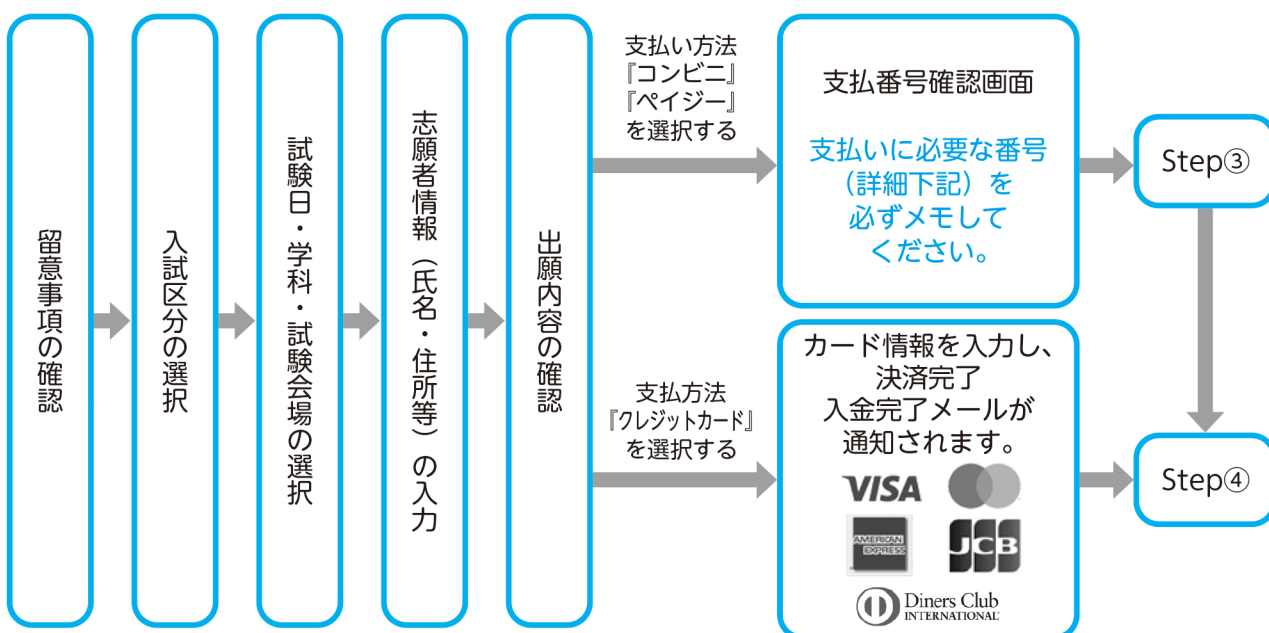 留意事項の確認
入試区分の選択
試験日・学科・試験会場の選択
志願者情報（氏名・住所等）の入力
出願内容の確認
支払い方法
『コンビニ』
『ペイジー』
を選択する
支払番号確認画面
支払いに必要な番号
（詳細下記）を
必ずメモして
ください。
Step③
支払方法
『クレジットカード』
を選択する
カード情報を入力し、
決済完了
入金完了メールが
通知されます。
VISA
AMERICAN
EXPRESS
JCB
Diners Club
INTERNATIONAL
Step④